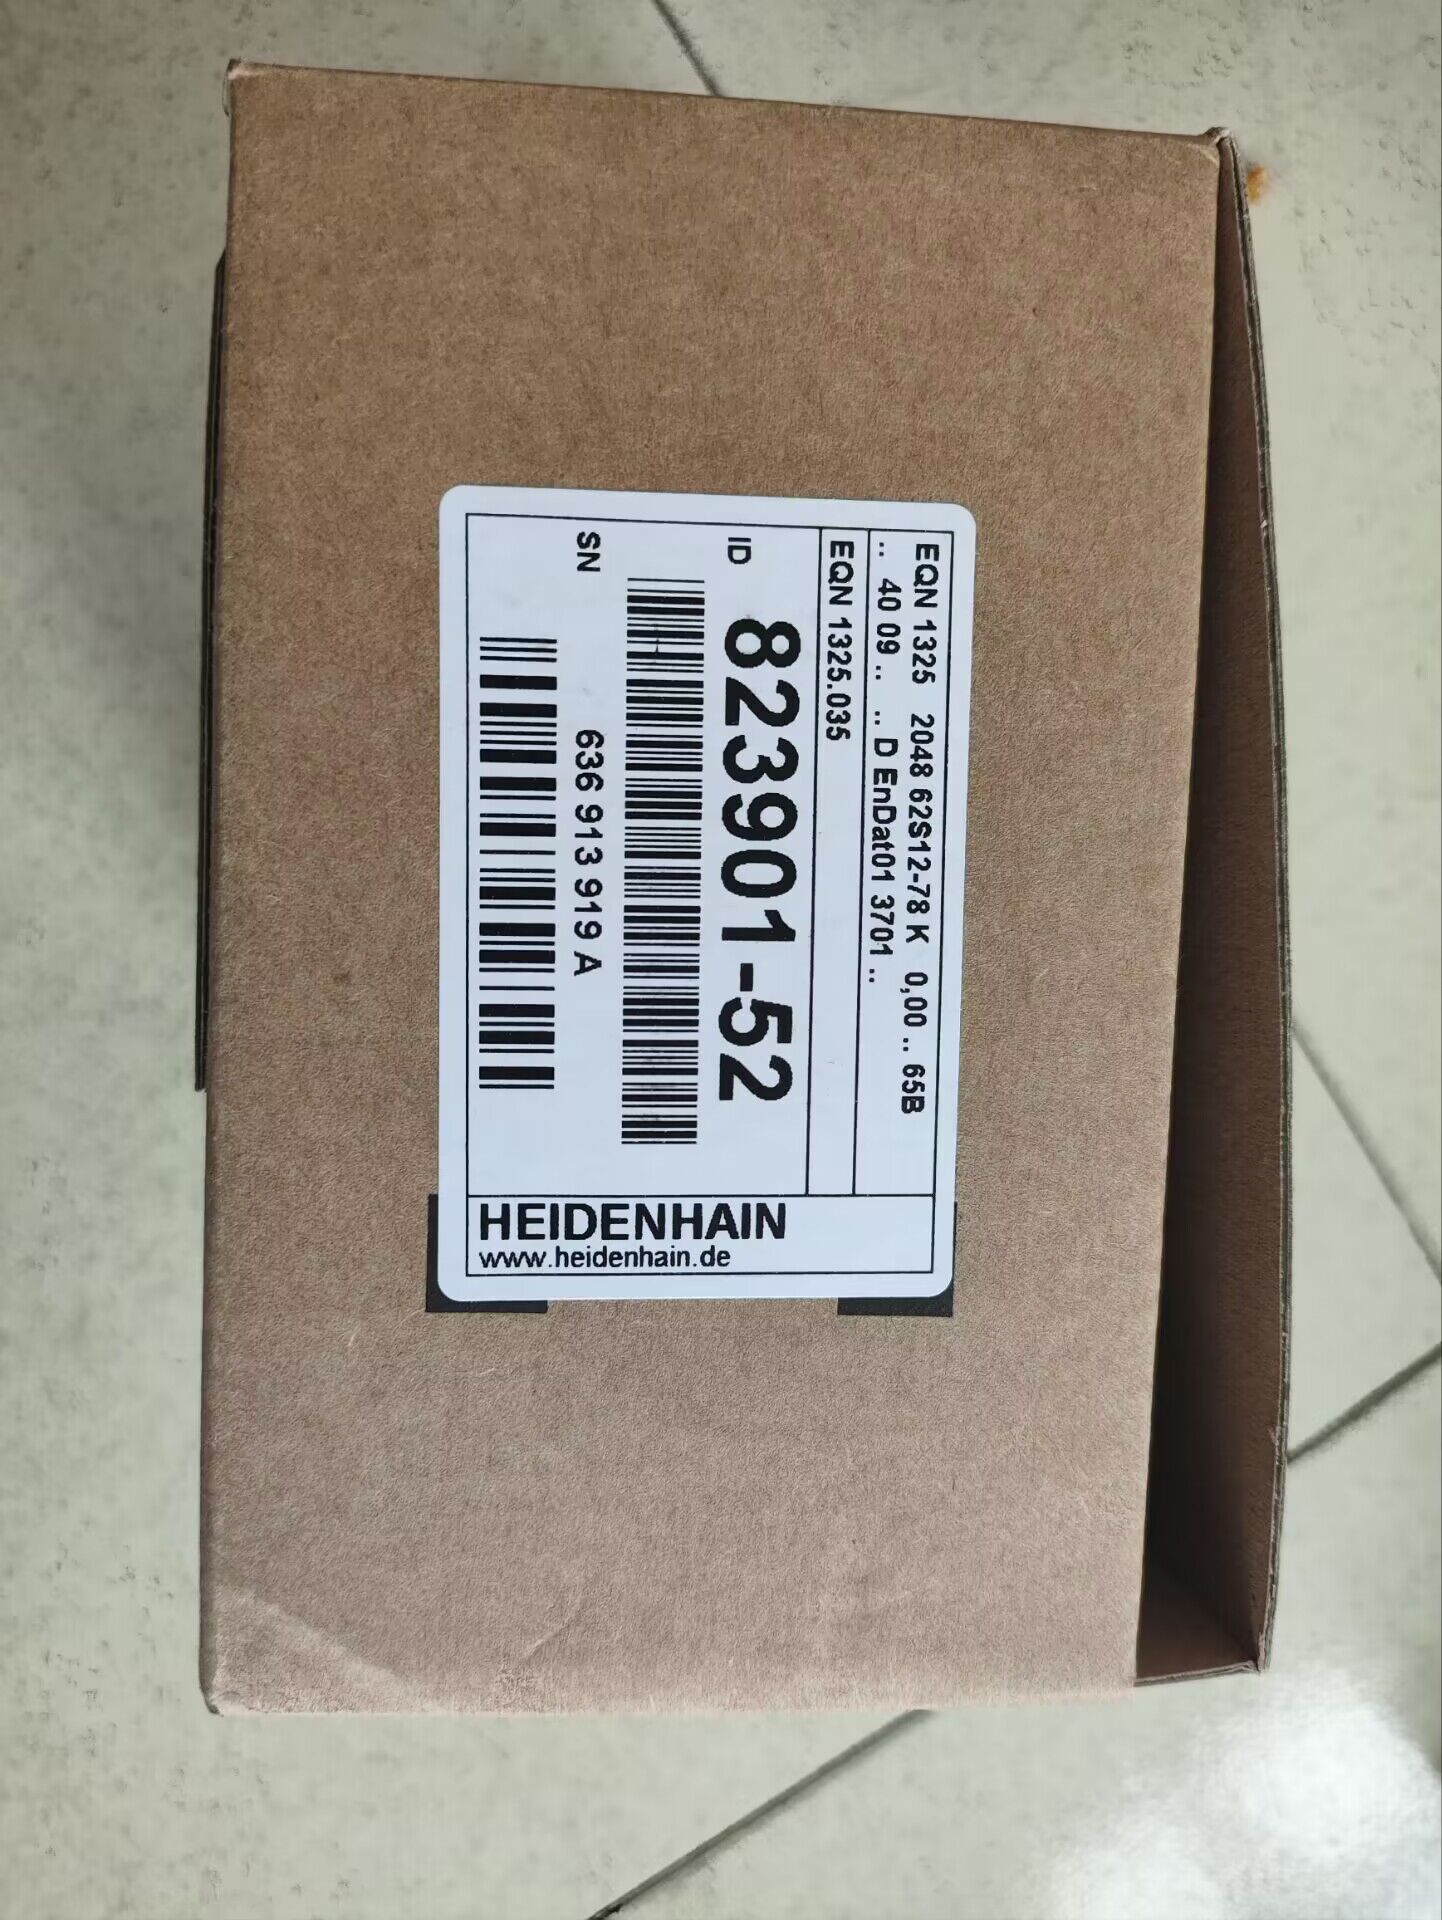 EQN 1325 2048 62S12-78 K 0,00 .. 65B
.. 40 09 .. .. D EnDat01 3701 ..
EQN 1325.035
ID 823901-52
SN 636 913 919 A
HEIDENHAIN
www.heidenhain.de